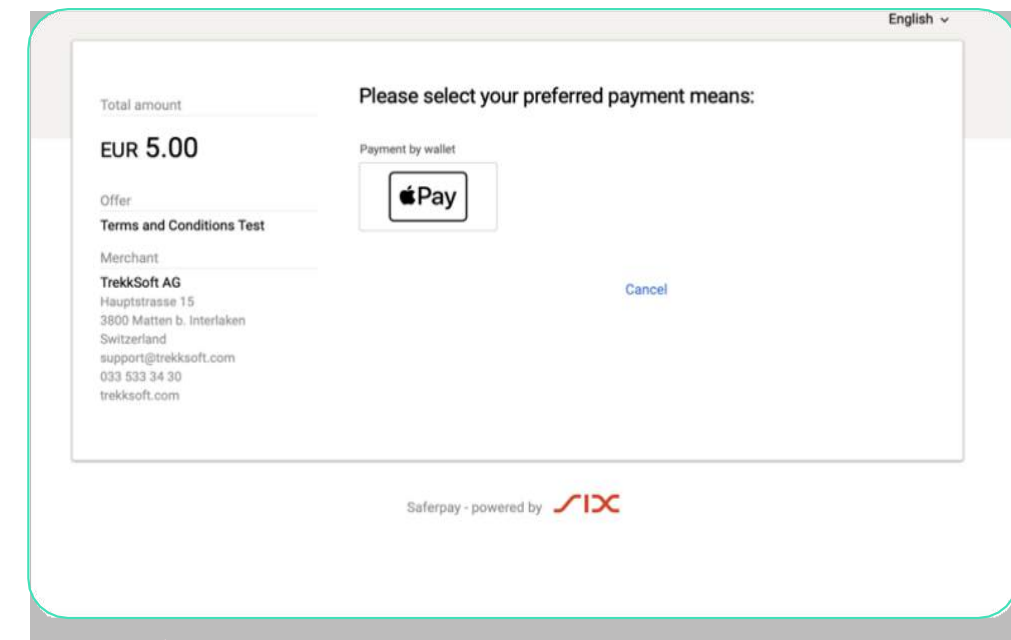 English
Total amount
EUR 5.00
Offer
Terms and Conditions Test
Merchant
TrekkSoft AG
Hauptstrasse 15
3800 Matten b. Interlaken
Switzerland
support@trekksoft.com
033 533 34 30
trekksoft.com
Please select your preferred payment means:
Payment by wallet
Pay
Cancel
Saferpay - powered by SIX